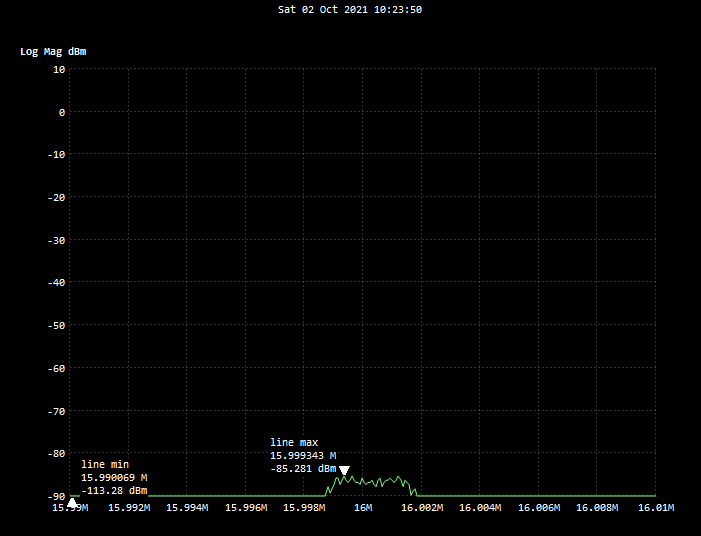 Sat 02 Oct 2021 10:23:50
Log Mag dBm
10
0
-10
-20
-30
-40
-50
-60
-70
-80
line max
15.999343 M
-85.281 dBm
line min
15.990069 M
-113.28 dBm
-90
15.99M 15.992M 15.994M 15.996M 15.998M 16M 16.002M 16.004M 16.006M 16.008M 16.01M